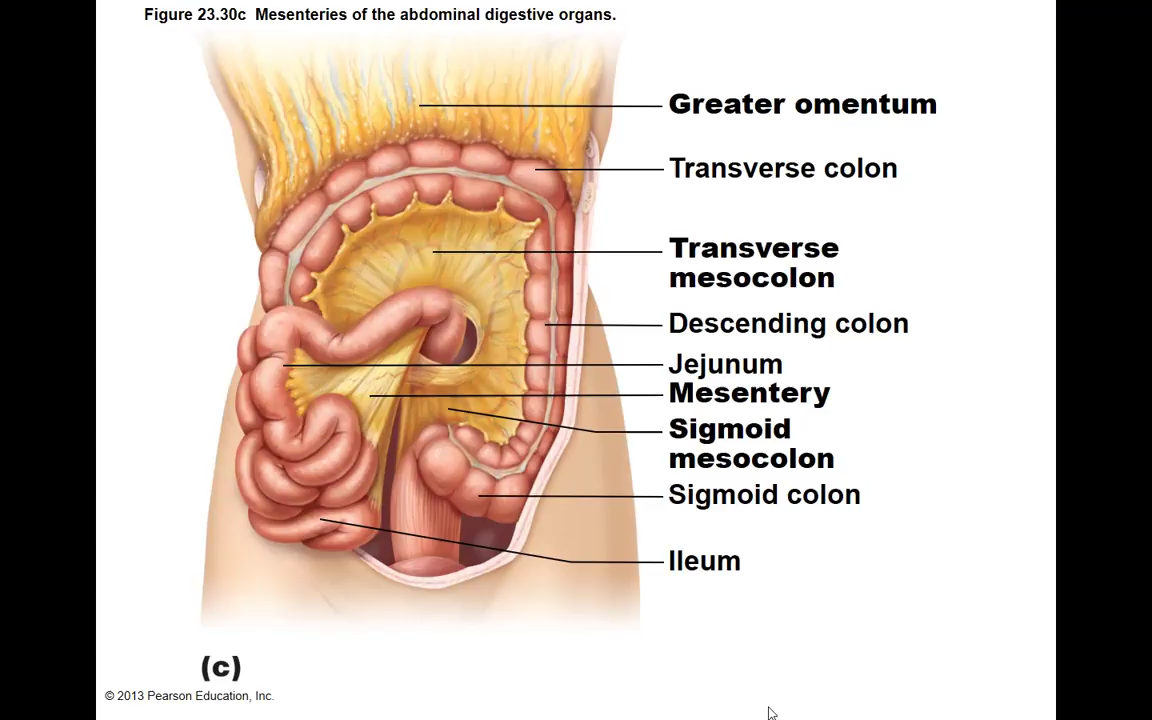 Figure 23.30c Mesenteries of the abdominal digestive organs.
Greater omentum
Transverse colon
Transverse
mesocolon
Descending colon
Jejunum
Mesentery
Sigmoid
mesocolon
Sigmoid colon
Ileum
(c)
© 2013 Pearson Education, Inc.